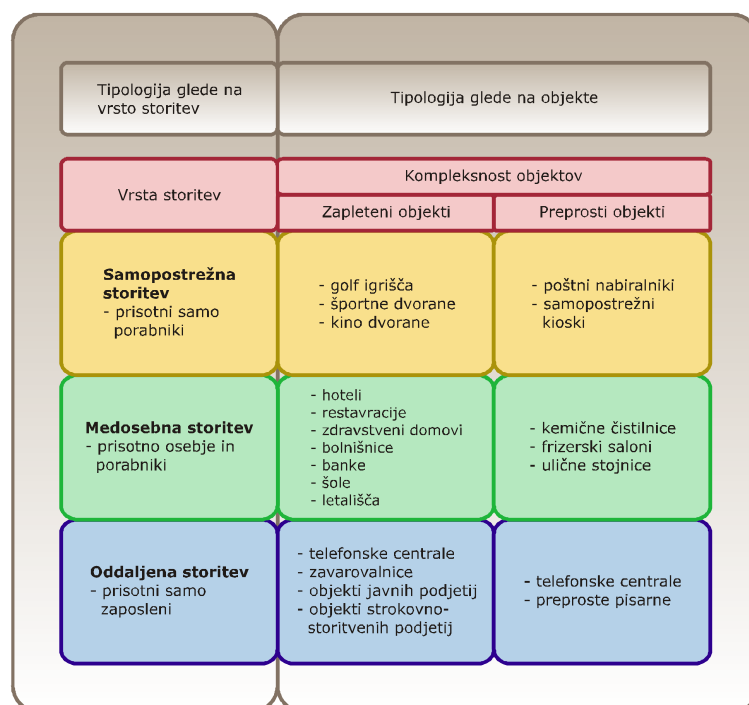 Tipologija glede na
vrsto storitev
Tipologija glede na objekte
Vrsta storitev
Kompleksnost objektov
Zapleteni objekti
Preprosti objekti
Samopostrežna
storitev
- prisotni samo
porabniki
- golf igrišča
- športne dvorane
- kino dvorane
- poštni nabiralniki
- samopostrežni
kioski
Medosebna storitev
- prisotno osebje in
porabniki
- hoteli
- restavracije
- zdravstveni domovi
- bolnišnice
- banke
- šole
- letališča
- kemične čistilnice
- frizerski saloni
- ulične stojnice
Oddaljena storitev
- prisotni samo
zaposleni
- telefonske centrale
- zavarovalnice
- objekti javnih podjetij
- objekti strokovno-
storitvenih podjetij
- telefonske centrale
- preproste pisarne